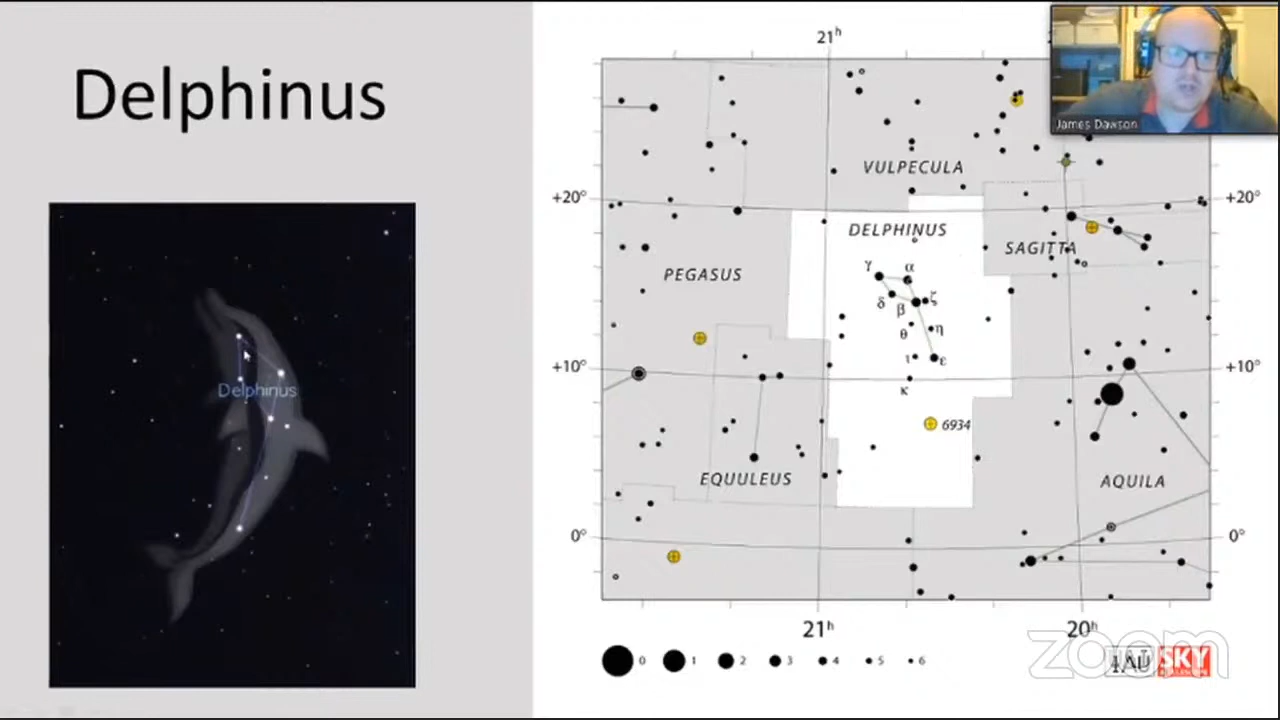 Delphinus
Delphinus
James Dawson
21h
+20°
+20°
VULPECULA
DELPHINUS
SAGITTA
PEGASUS
γ
α
δ
β
ζ
θ
η
ι
ε
κ
+10°
+10°
6934
EQUULEUS
AQUILA
0°
0°
21h
20h
0 1 2 3 4 5 6
zoom
IAU SKY